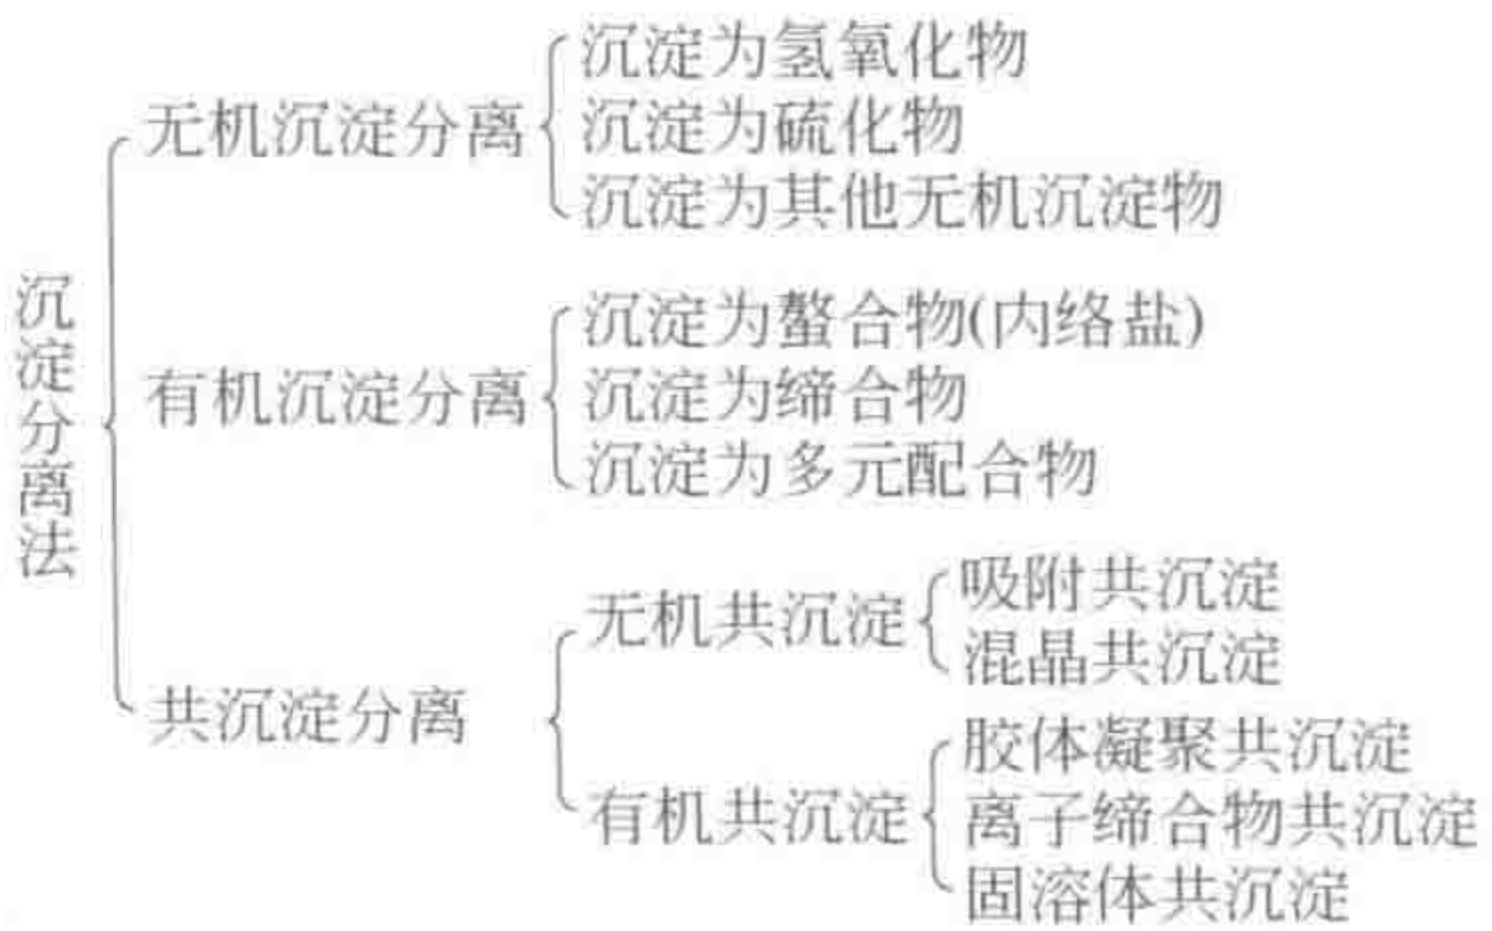 沉淀分离法
无机沉淀分离
沉淀为氢氧化物
沉淀为硫化物
沉淀为其他无机沉淀物
有机沉淀分离
沉淀为螯合物(内络盐)
沉淀为缔合物
沉淀为多元配合物
共沉淀分离
无机共沉淀
吸附共沉淀
混晶共沉淀
有机共沉淀
胶体凝聚共沉淀
离子缔合物共沉淀
固溶体共沉淀